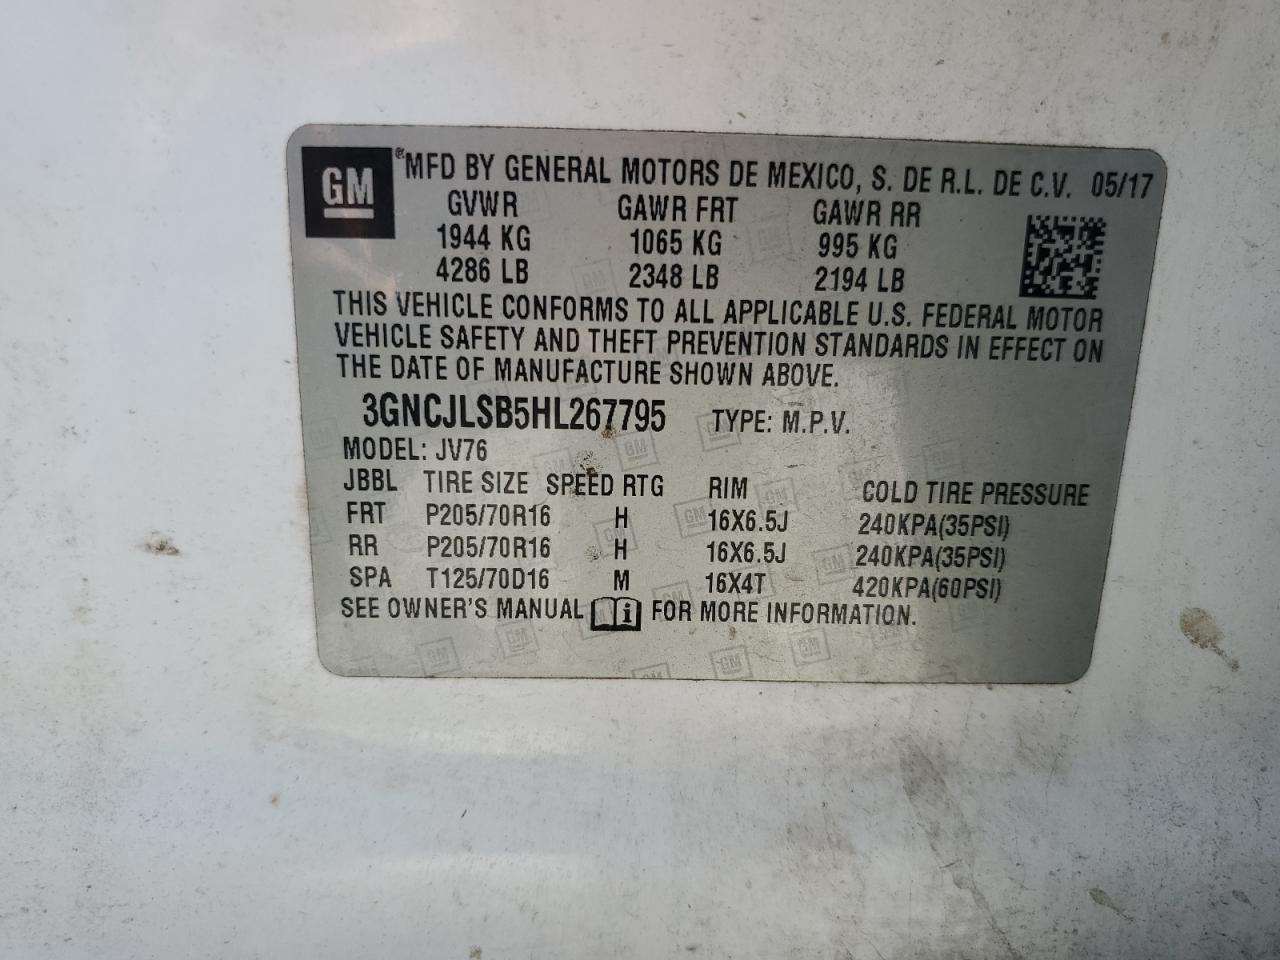 GM ®MFD BY GENERAL MOTORS DE MEXICO, S. DE R.L. DE C.V. 05/17
GVWR GAWR FRT GAWR RR
1944 KG 1065 KG 995 KG
4286 LB 2348 LB 2194 LB
THIS VEHICLE CONFORMS TO ALL APPLICABLE U.S. FEDERAL MOTOR
VEHICLE SAFETY AND THEFT PREVENTION STANDARDS IN EFFECT ON
THE DATE OF MANUFACTURE SHOWN ABOVE.
3GNCJLSB5HL267795 TYPE: M.P.V.
MODEL: JV76
JBBL TIRE SIZE SPEED RTG RIM COLD TIRE PRESSURE
FRT P205/70R16 H 16X6.5J 240KPA(35PSI)
RR P205/70R16 H 16X6.5J 240KPA(35PSI)
SPA T125/70D16 M 16X4T 420KPA(60PSI)
SEE OWNER'S MANUAL i FOR MORE INFORMATION.